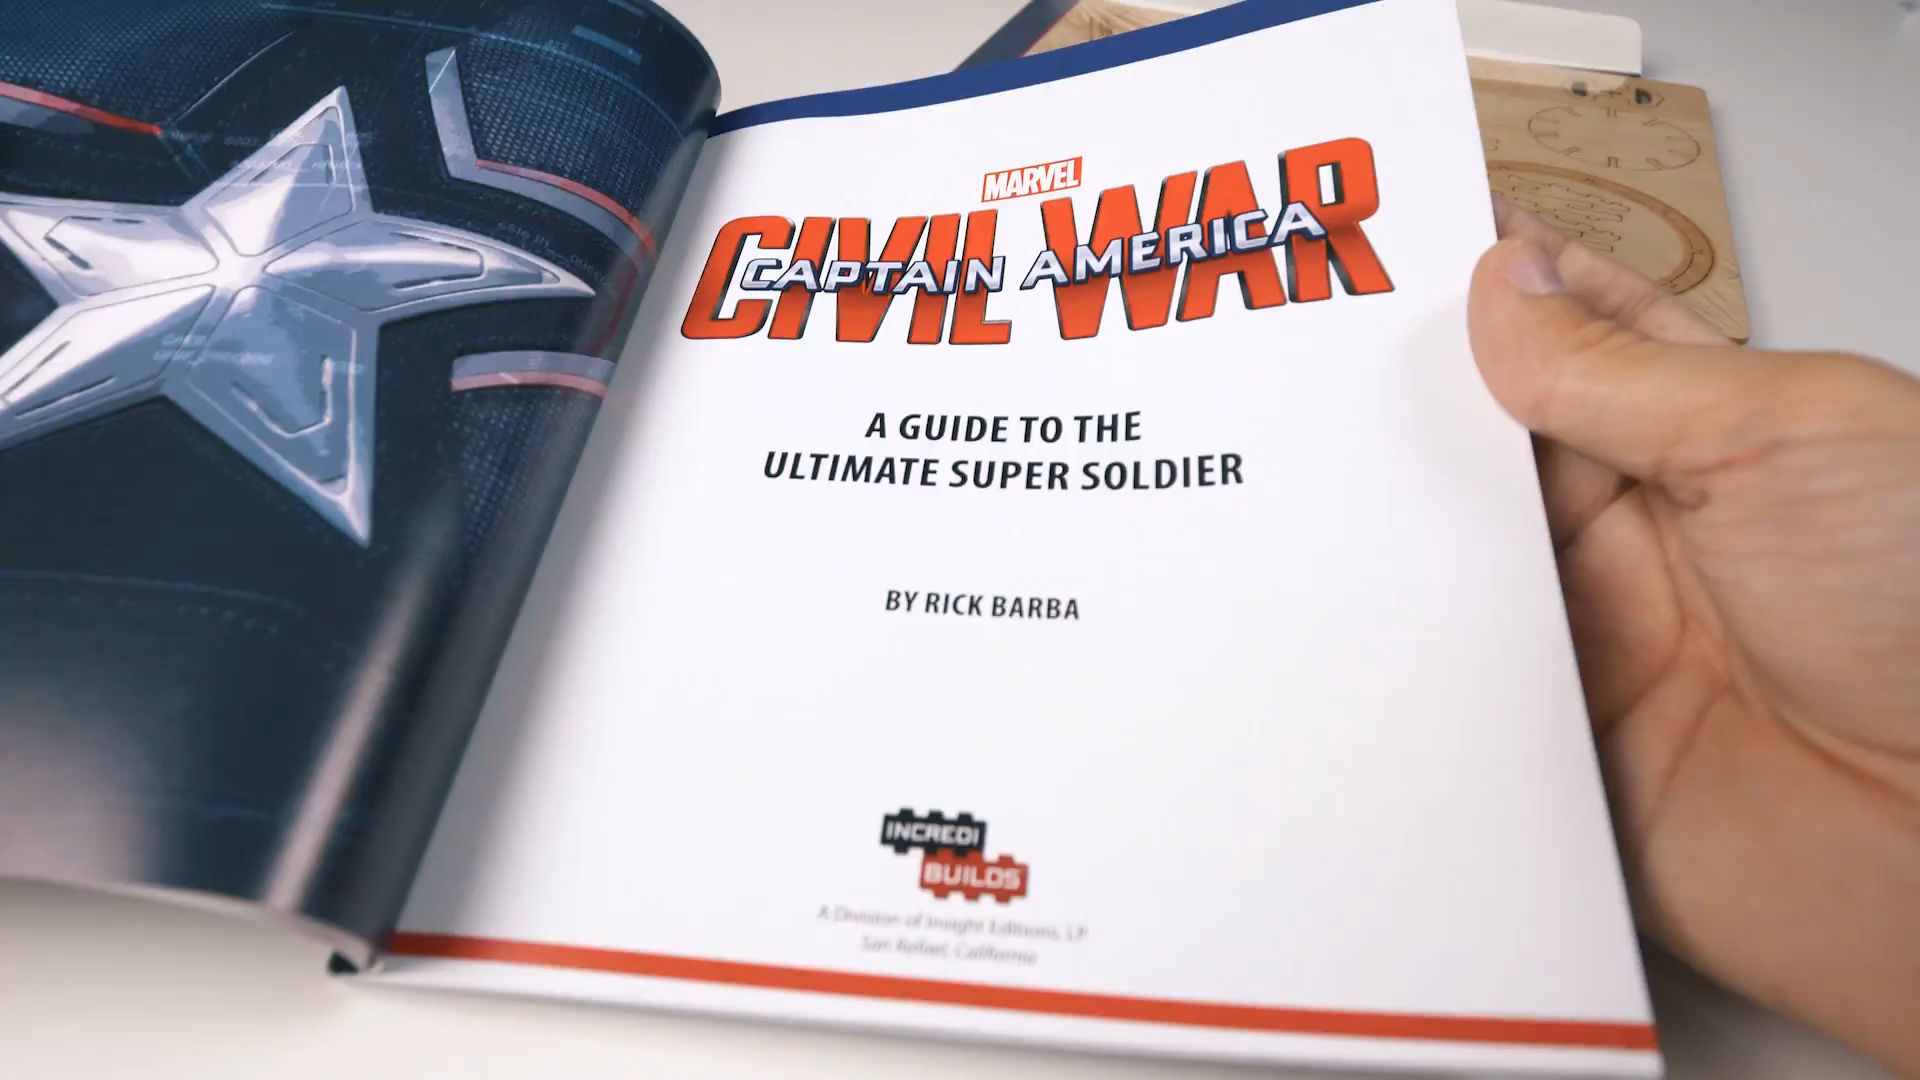 MARVEL
CIVIL WAR
CAPTAIN AMERICA
A GUIDE TO THE
ULTIMATE SUPER SOLDIER
BY RICK BARBA
INCREDI
BUILDS
A Division of Insight Editions, LP
San Rafael, California